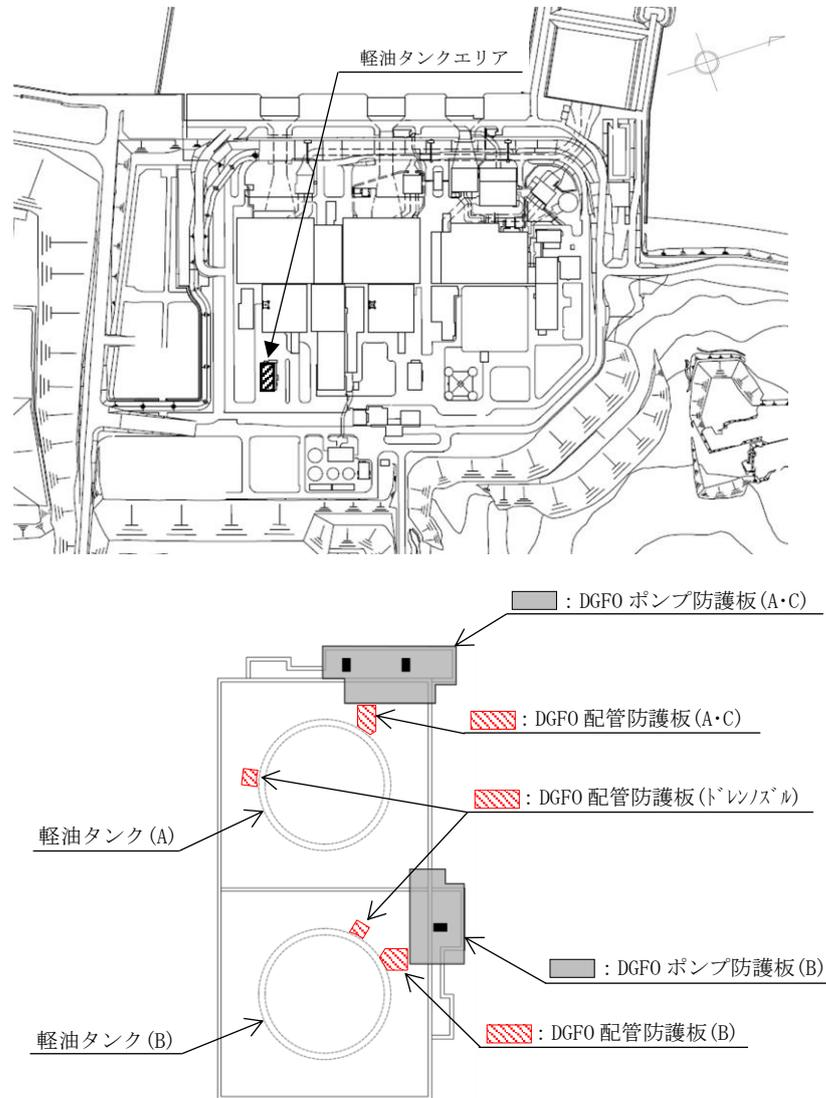 軽油タンクエリア
：DGFO ポンプ防護板(A・C)
：DGFO 配管防護板(A・C)
：DGFO 配管防護板(ﾄﾞﾚﾝﾉｽﾞﾙ)
軽油タンク(A)
：DGFO ポンプ防護板(B)
：DGFO 配管防護板(B)
軽油タンク(B)